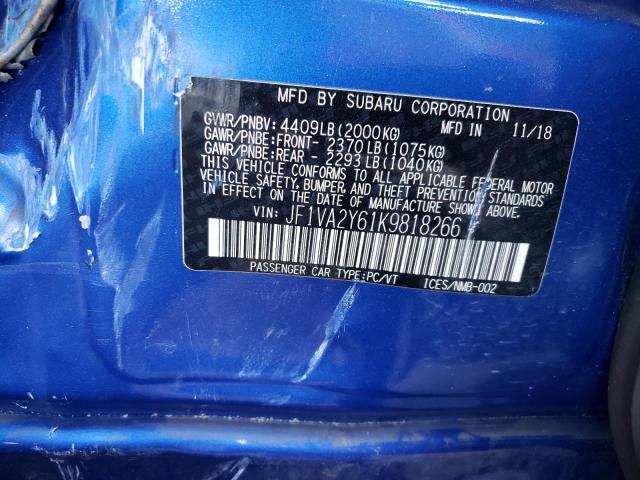 MFD BY SUBARU CORPORATION
GVWR/PNBV: 4409LB(2000KG) MFD IN 11/18
GAWR/PNBE:FRONT- 2370LB(1075KG)
GAWR/PNBE:REAR - 2293LB(1040KG)
THIS VEHICLE CONFORMS TO ALL APPLICABLE FEDERAL MOTOR
VEHICLE SAFETY, BUMPER, AND THEFT PREVENTION STANDARDS
IN EFFECT ON THE DATE OF MANUFACTURE SHOWN ABOVE.
VIN: JF1VA2Y61K9818266
PASSENGER CAR TYPE:PC/VT ICES/NMB-002